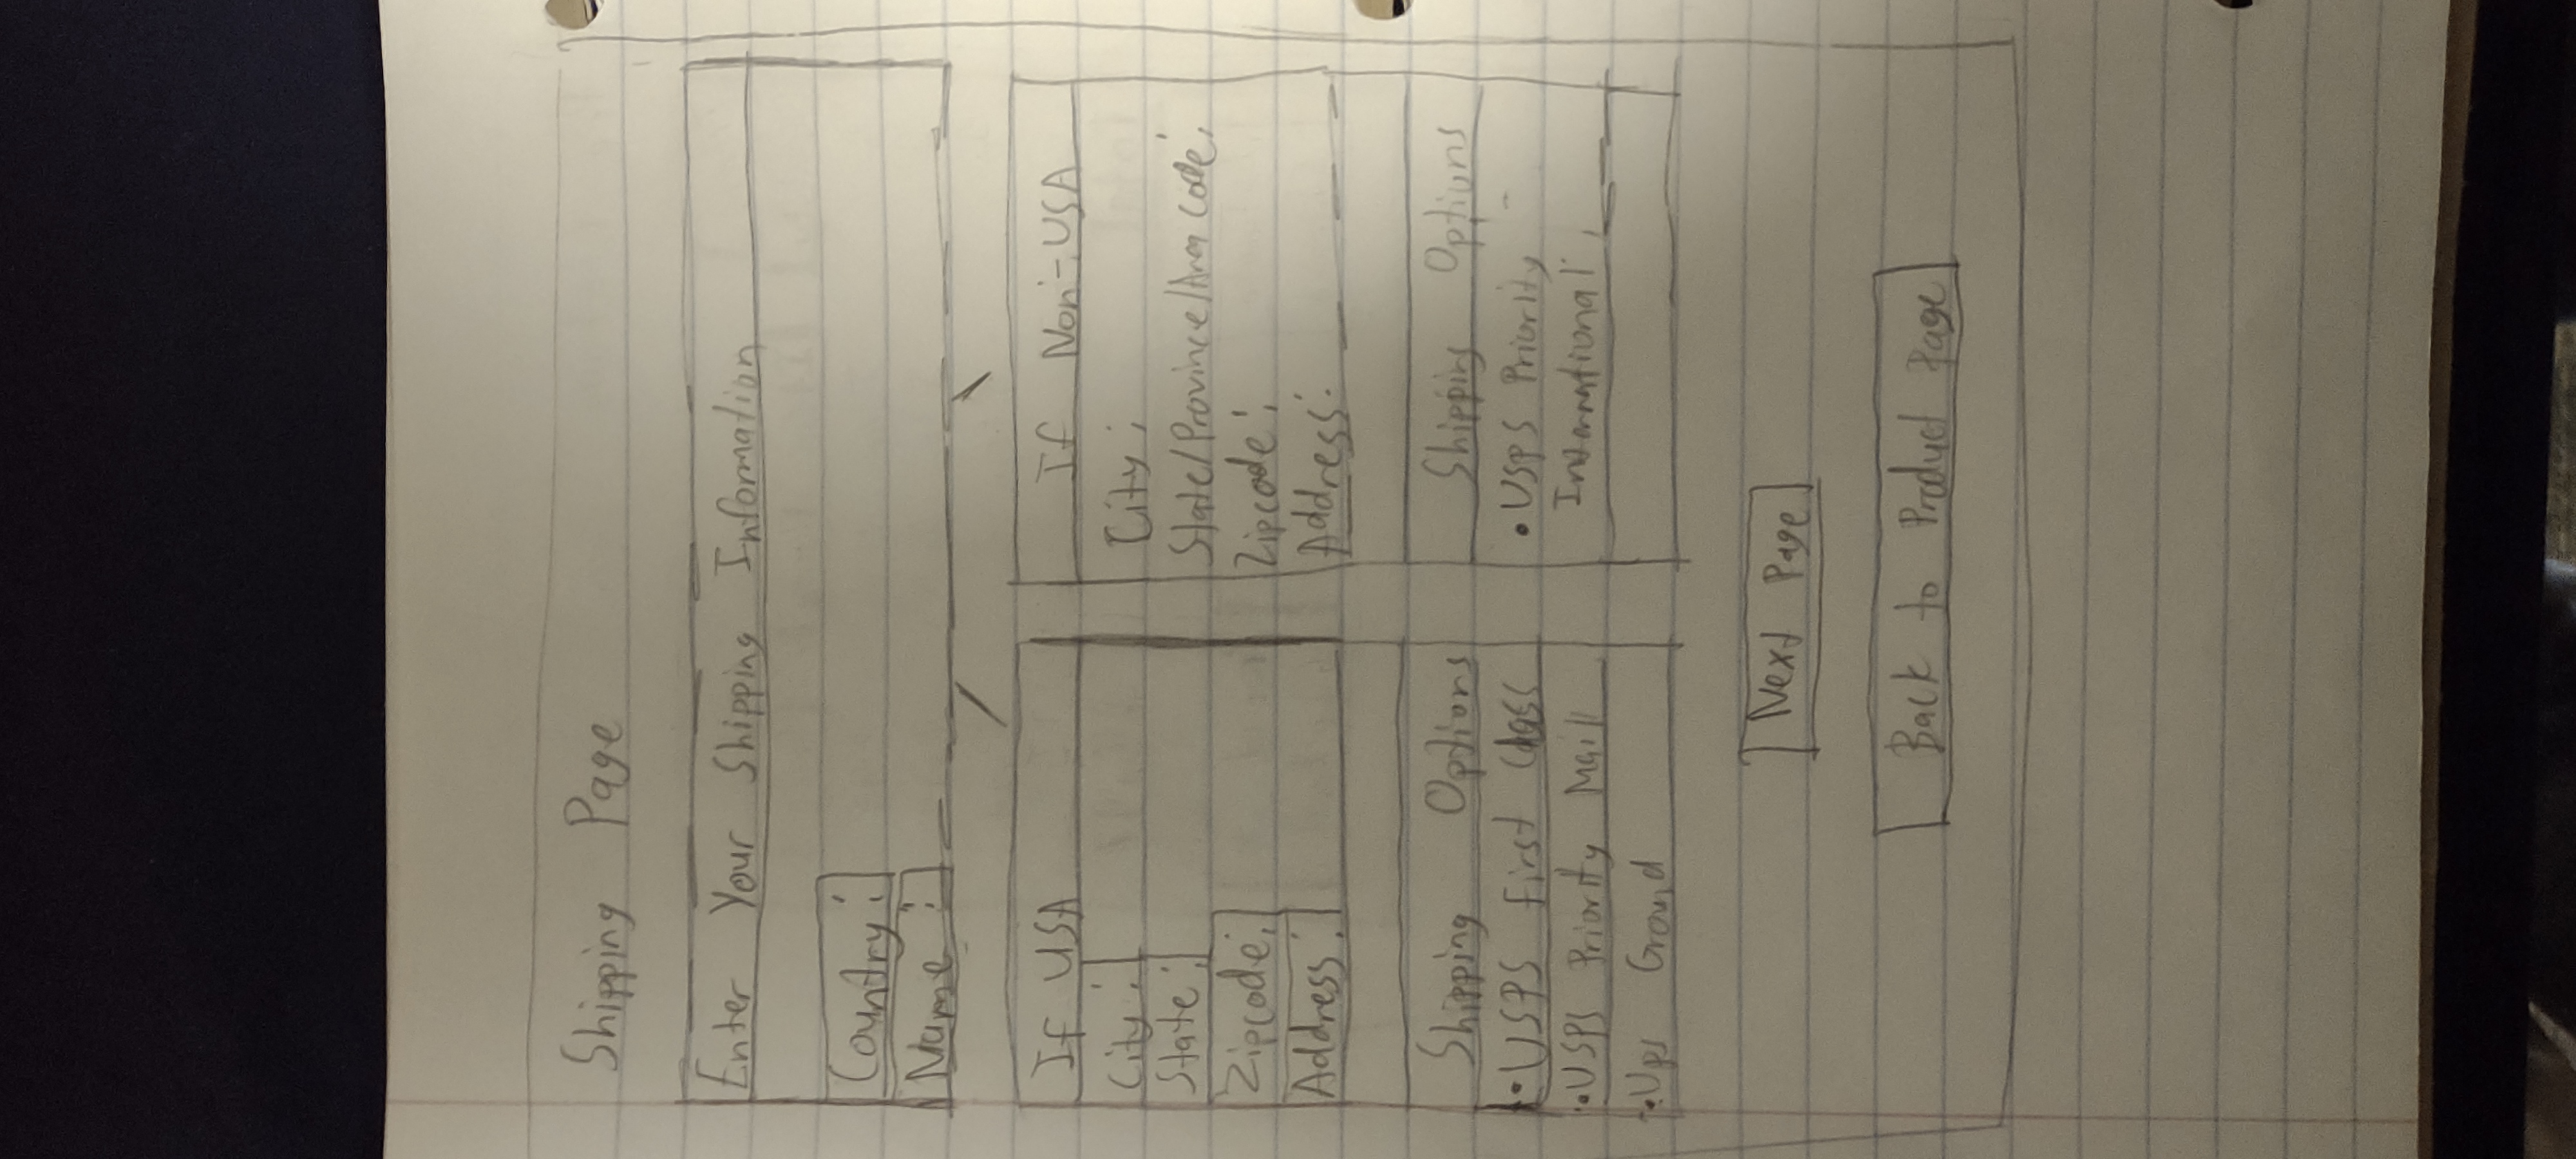 Shipping Page
Enter Your Shipping Information
Country:
Name:
If USA
City:
State:
Zipcode:
Address:
Shipping Options
• USPS First Class
• USPS Priority Mail
• Ups Ground
If Non-USA
City:
State/Province/Area Code:
Zipcode:
Address:
Shipping Options
• USPS Priority
International
Next Page
Back to Product Page